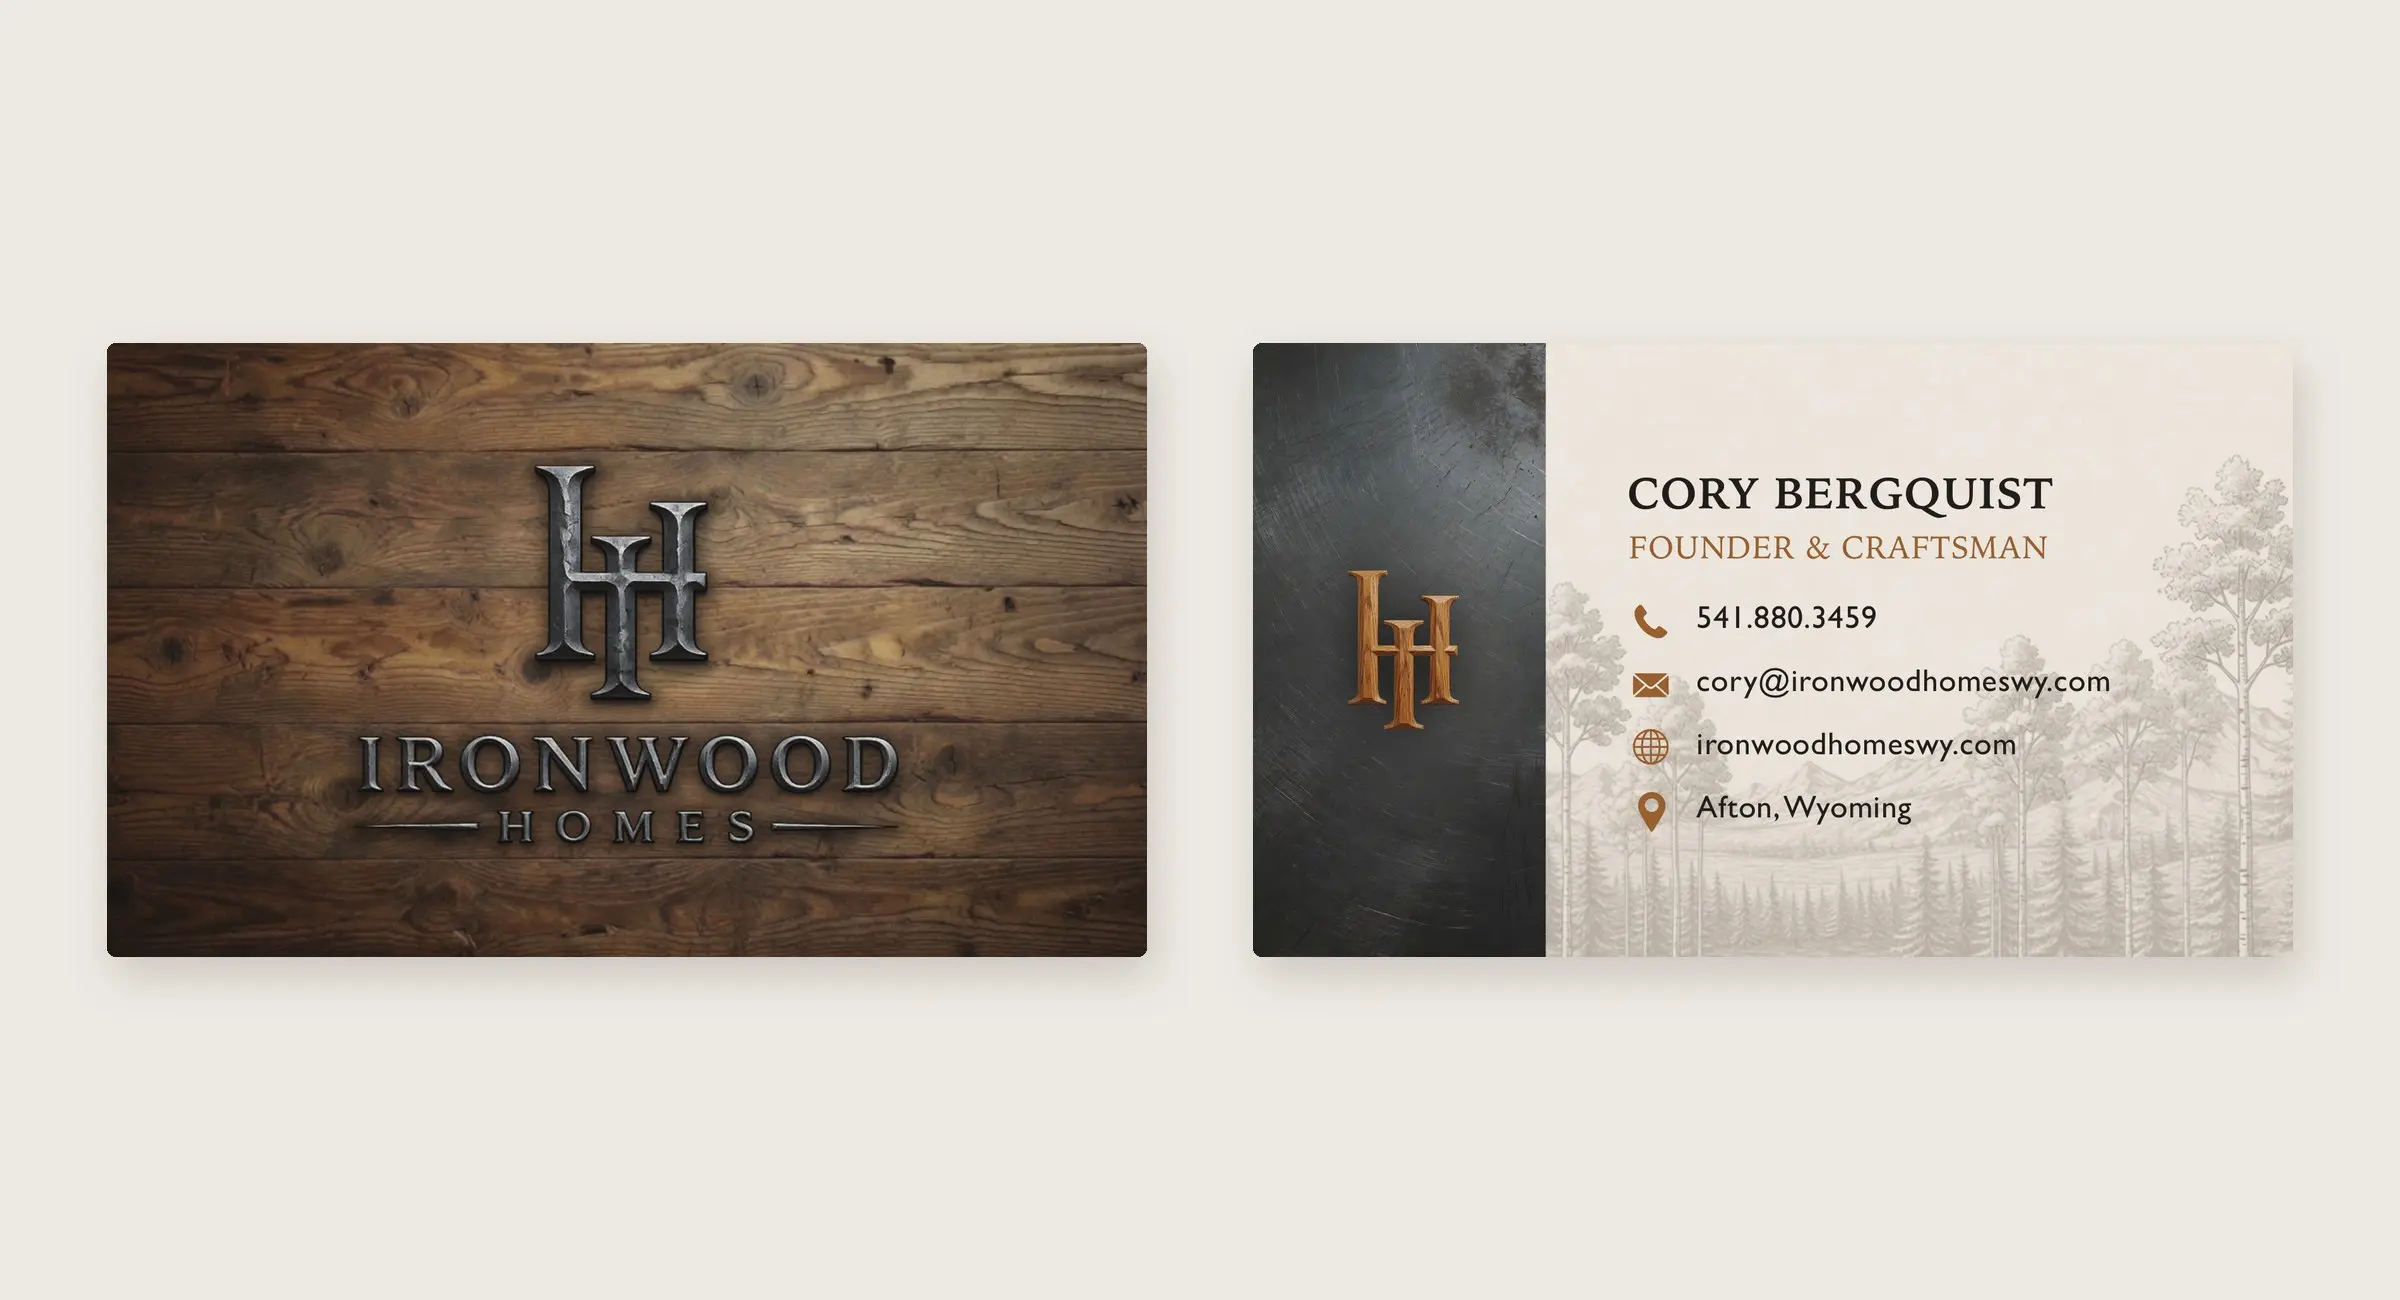 IRONWOOD
HOMES
CORY BERGQUIST
FOUNDER & CRAFTSMAN
541.880.3459
cory@ironwoodhomeswy.com
ironwoodhomeswy.com
Afton, Wyoming